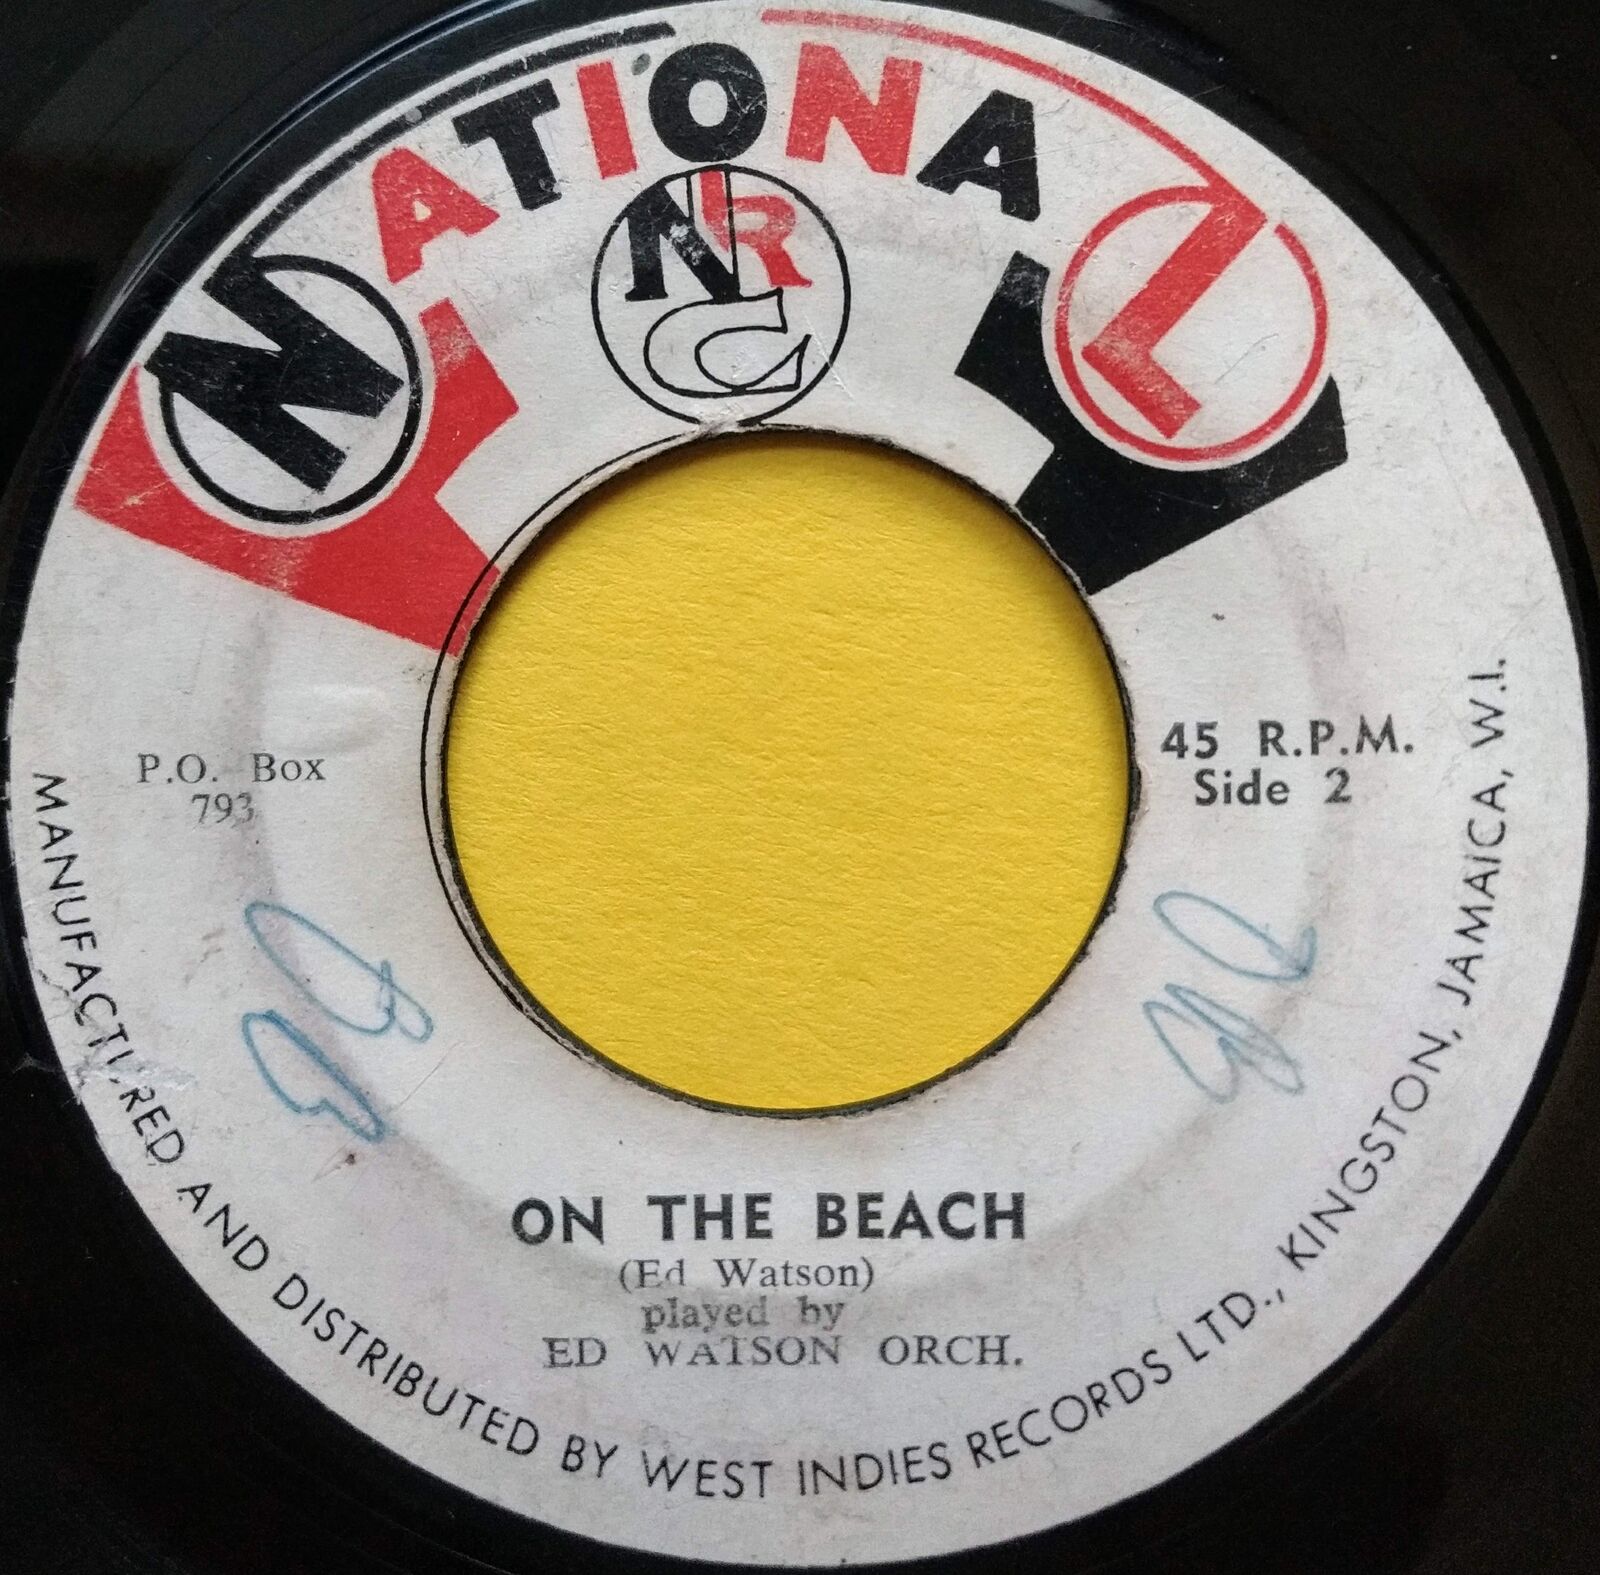 NATIONAL
NRC
P.O. Box
793
45 R.P.M.
Side 2
ON THE BEACH
(Ed Watson)
played by
ED WATSON ORCH.
MANUFACTURED AND DISTRIBUTED BY WEST INDIES RECORDS LTD., KINGSTON, JAMAICA, W.I.